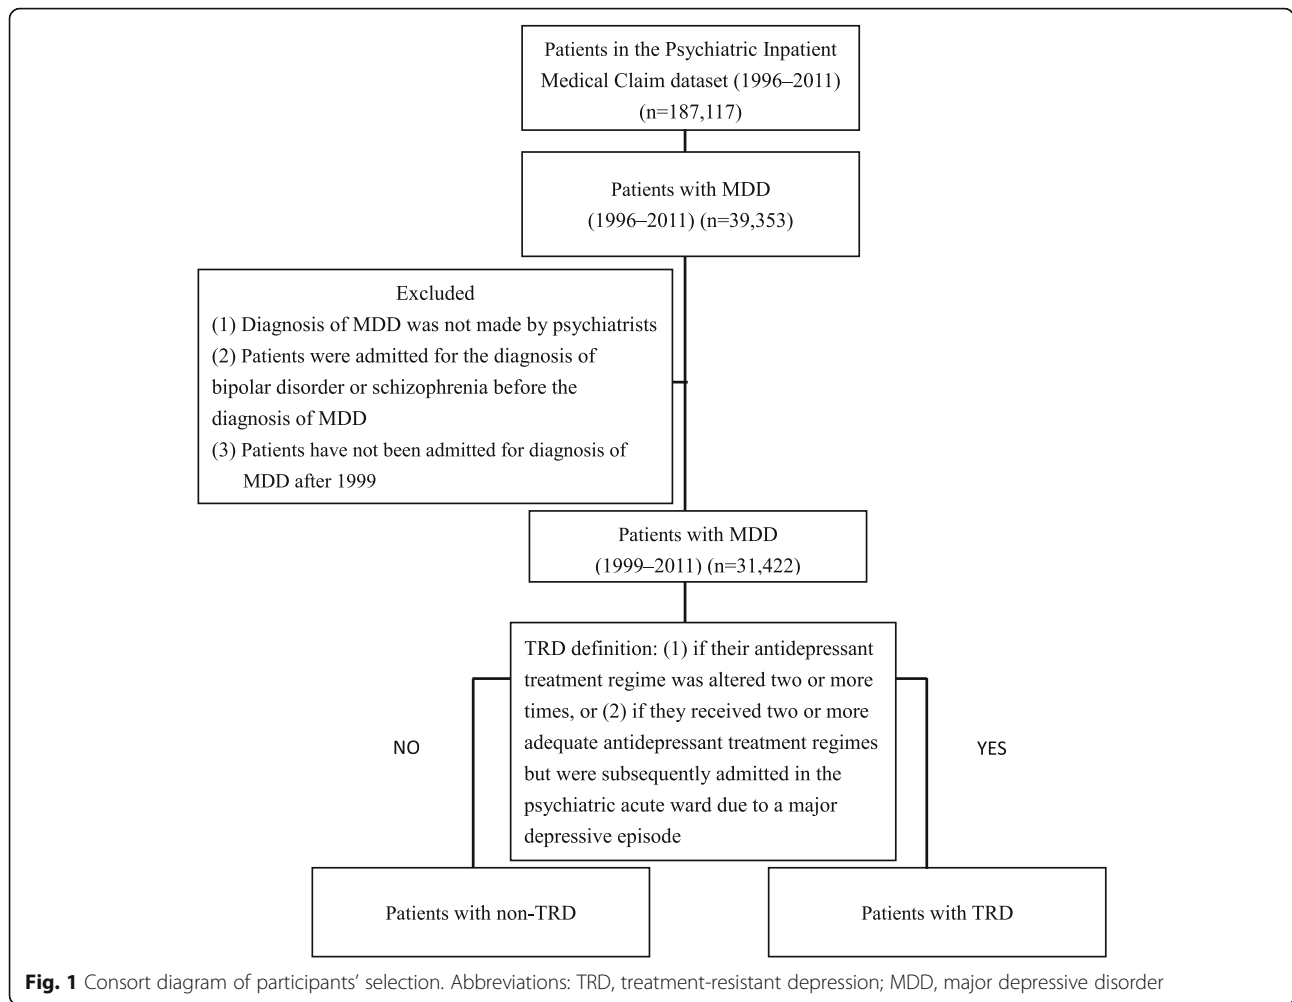 Patients in the Psychiatric Inpatient
Medical Claim dataset (1996–2011)
(n=187,117)
Patients with MDD
(1996–2011) (n=39,353)
Excluded
(1) Diagnosis of MDD was not made by psychiatrists
(2) Patients were admitted for the diagnosis of
bipolar disorder or schizophrenia before the
diagnosis of MDD
(3) Patients have not been admitted for diagnosis of
MDD after 1999
Patients with MDD
(1999–2011) (n=31,422)
TRD definition: (1) if their antidepressant
treatment regime was altered two or more
times, or (2) if they received two or more
adequate antidepressant treatment regimes
but were subsequently admitted in the
psychiatric acute ward due to a major
depressive episode
NO
YES
Patients with non-TRD
Patients with TRD
Fig. 1 Consort diagram of participants’ selection. Abbreviations: TRD, treatment-resistant depression; MDD, major depressive disorder